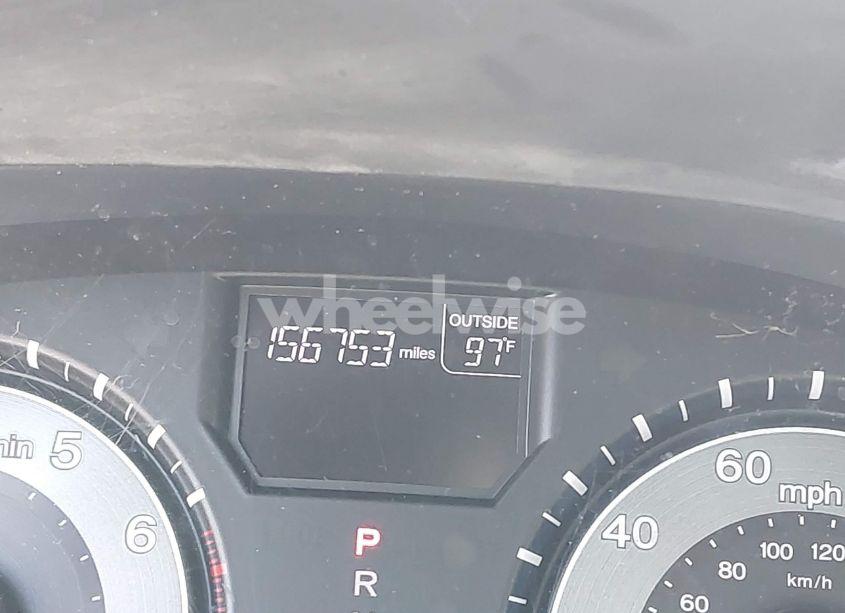 wheelwise
OUTSIDE
156753 miles 97°F
min 5
6
P
R
60
mph
40
100 120
80
km/h
60